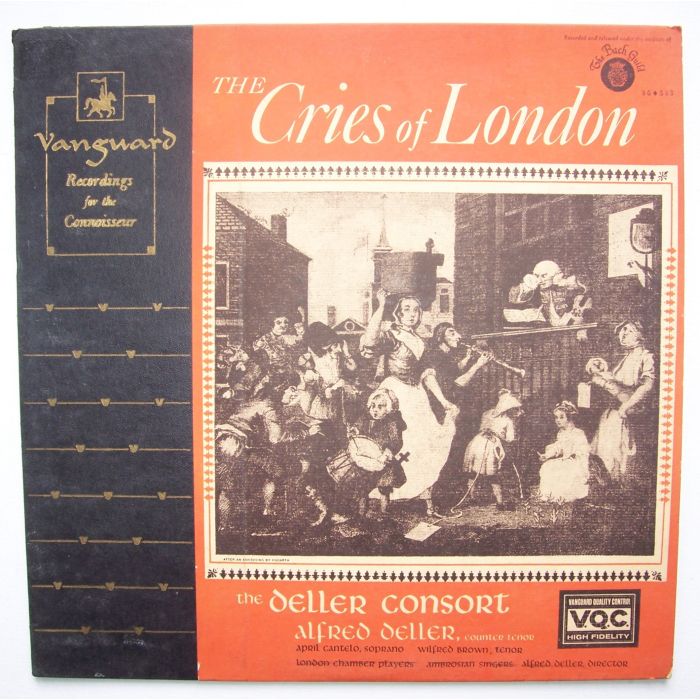 Vanguard
Recordings
for the
Connoisseur
Recorded and released under the auspices of
The Bach Guild
BG • 563
THE Cries of London
AFTER AN ENGRAVING BY HOGARTH
the Deller Consort
Alfred Deller, counter tenor
April Cantelo, soprano Wilfred Brown, tenor
London Chamber Players Ambrosian Singers Alfred Deller, director
VANGUARD QUALITY CONTROL
V.Q.C.
HIGH FIDELITY